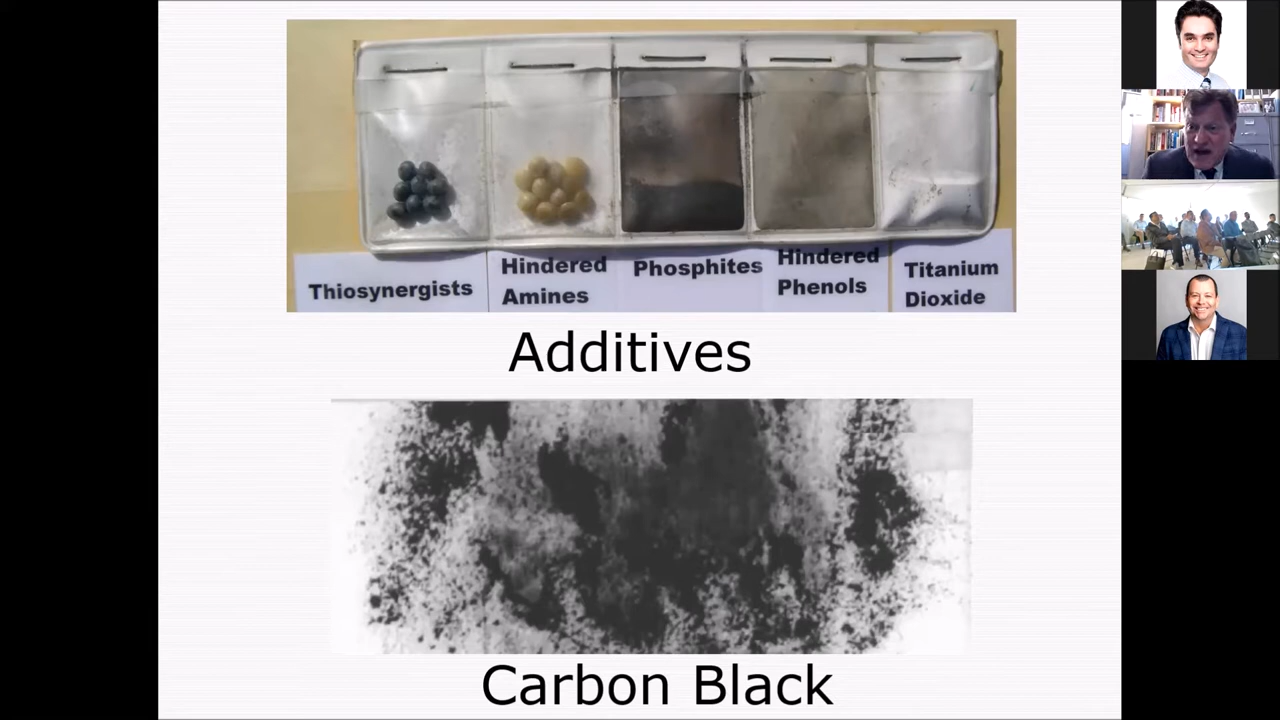 Thiosynergists
Hindered
Amines
Phosphites
Hindered
Phenols
Titanium
Dioxide
Additives
Carbon Black